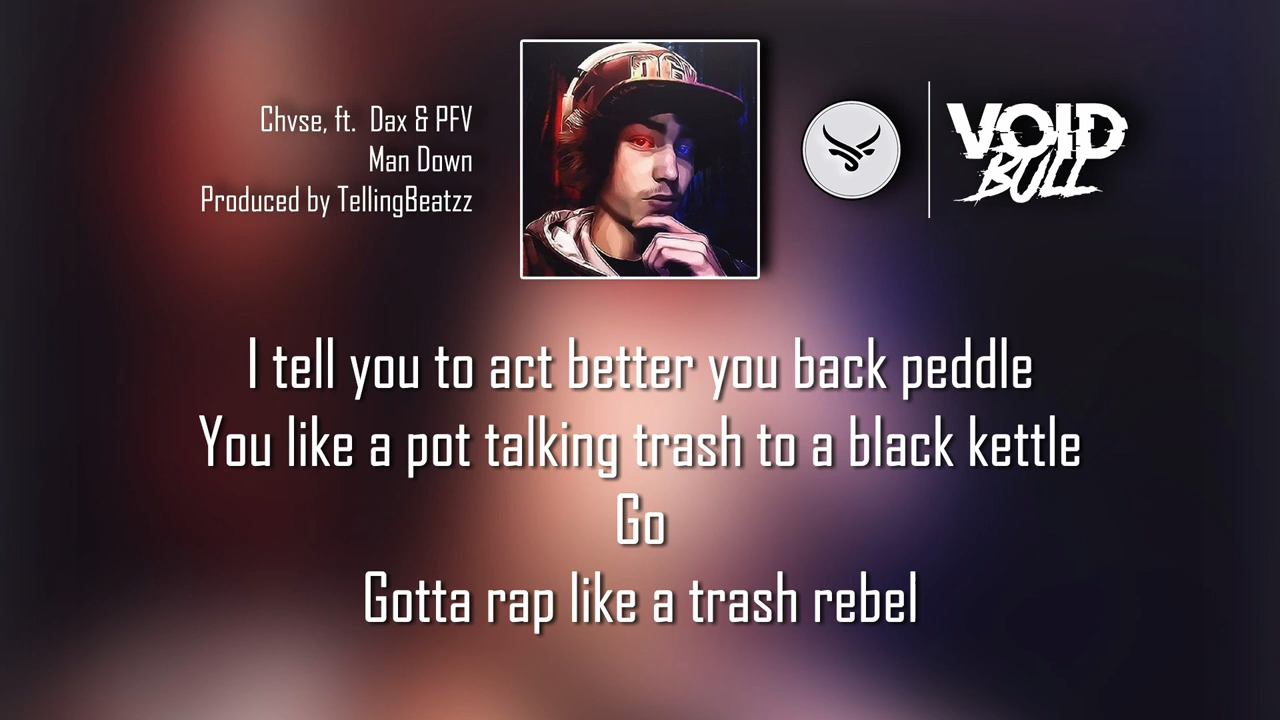 Chvse, ft. Dax & PFV
Man Down
Produced by TellingBeatzz
VOID
BULL
I tell you to act better you back peddle
You like a pot talking trash to a black kettle
Go
Gotta rap like a trash rebel